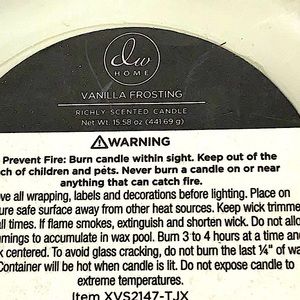 dw
HOME
VANILLA FROSTING
RICHLY SCENTED CANDLE
Net Wt. 15.58 oz (441.69 g)
⚠WARNING
Prevent Fire: Burn candle within sight. Keep out of the
ch of children and pets. Never burn a candle on or near
anything that can catch fire.
ve all wrapping, labels and decorations before lighting. Place on
ure safe surface away from other heat sources. Keep wick trimme
ll times. If flame smokes, extinguish and shorten wick. Do not allo
mmings to accumulate in wax pool. Burn 3 to 4 hours at a time and
k centered. To avoid glass cracking, do not burn the last ¼" of wa
Container will be hot when candle is lit. Do not expose candle to
extreme temperatures.
Item XVS2147-TJX